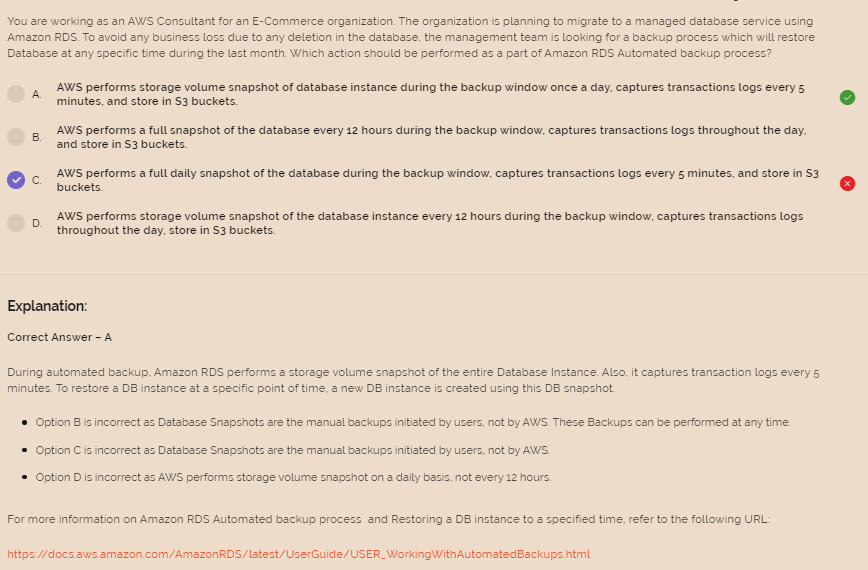 You are working as an AWS Consultant for an E-Commerce organization. The organization is planning to migrate to a managed database service using
Amazon RDS. To avoid any business loss due to any deletion in the database, the management team is looking for a backup process which will restore
Database at any specific time during the last month. Which action should be performed as a part of Amazon RDS Automated backup process?
A. AWS performs storage volume snapshot of database instance during the backup window once a day, captures transactions logs every 5
minutes, and store in S3 buckets.
B. AWS performs a full snapshot of the database every 12 hours during the backup window, captures transactions logs throughout the day,
and store in S3 buckets.
C. AWS performs a full daily snapshot of the database during the backup window, captures transactions logs every 5 minutes, and store in S3
buckets.
D. AWS performs storage volume snapshot of the database instance every 12 hours during the backup window, captures transactions logs
throughout the day, store in S3 buckets.
Explanation:
Correct Answer – A
During automated backup, Amazon RDS performs a storage volume snapshot of the entire Database Instance. Also, it captures transaction logs every 5
minutes. To restore a DB instance at a specific point of time, a new DB instance is created using this DB snapshot.
• Option B is incorrect as Database Snapshots are the manual backups initiated by users, not by AWS. These Backups can be performed at any time.
• Option C is incorrect as Database Snapshots are the manual backups initiated by users, not by AWS.
• Option D is incorrect as AWS performs storage volume snapshot on a daily basis, not every 12 hours.
For more information on Amazon RDS Automated backup process and Restoring a DB instance to a specified time, refer to the following URL:
https://docs.aws.amazon.com/AmazonRDS/latest/UserGuide/USER_WorkingWithAutomatedBackups.html